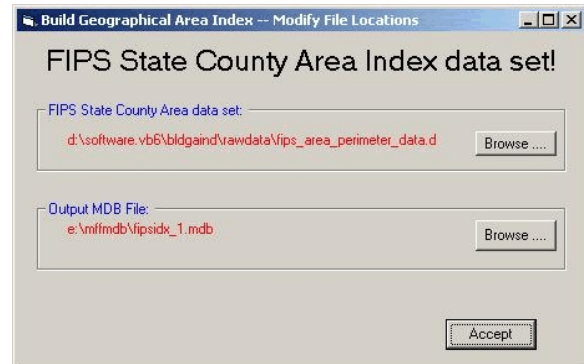 Build Geographical Area Index -- Modify File Locations
FIPS State County Area Index data set!
FIPS State County Area data set:
d:\software.vb6\bldgaind\rawdata\fips_area_perimeter_data.d
Browse ....
Output MDB File:
e:\mffmdb\fipsidx_1.mdb
Browse ....
Accept